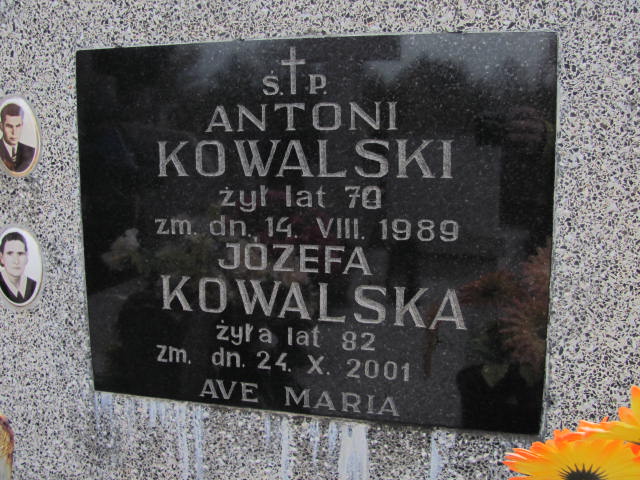 Ś.P.
ANTONI
KOWALSKI
żył lat 70
zm. dn. 14. VIII. 1989
JÓZEFA
KOWALSKA
żyła lat 82
zm. dn. 24. X. 2001
AVE MARIA